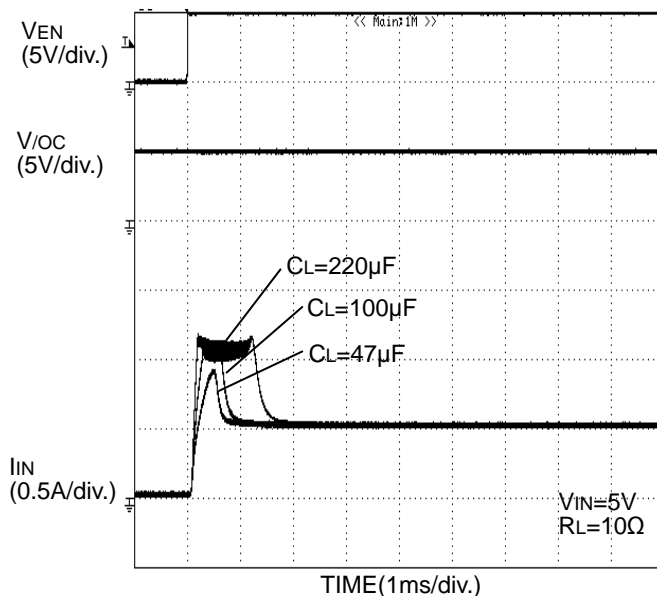 << Main:1M >>
VEN
(5V/div.)
V/OC
(5V/div.)
CL=220µF
CL=100µF
CL=47µF
IIN
(0.5A/div.)
VIN=5V
RL=10Ω
TIME(1ms/div.)